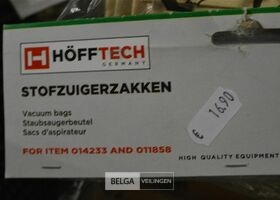 HÖFFTECH
GERMANY
STOFZUIGERZAKKEN
Vacuum bags
Staubsaugerbeutel
Sacs d'aspirateur
€ 16.90
FOR ITEM 014233 AND 011858
HIGH QUALITY EQUIPMENT
BELGA VEILINGEN